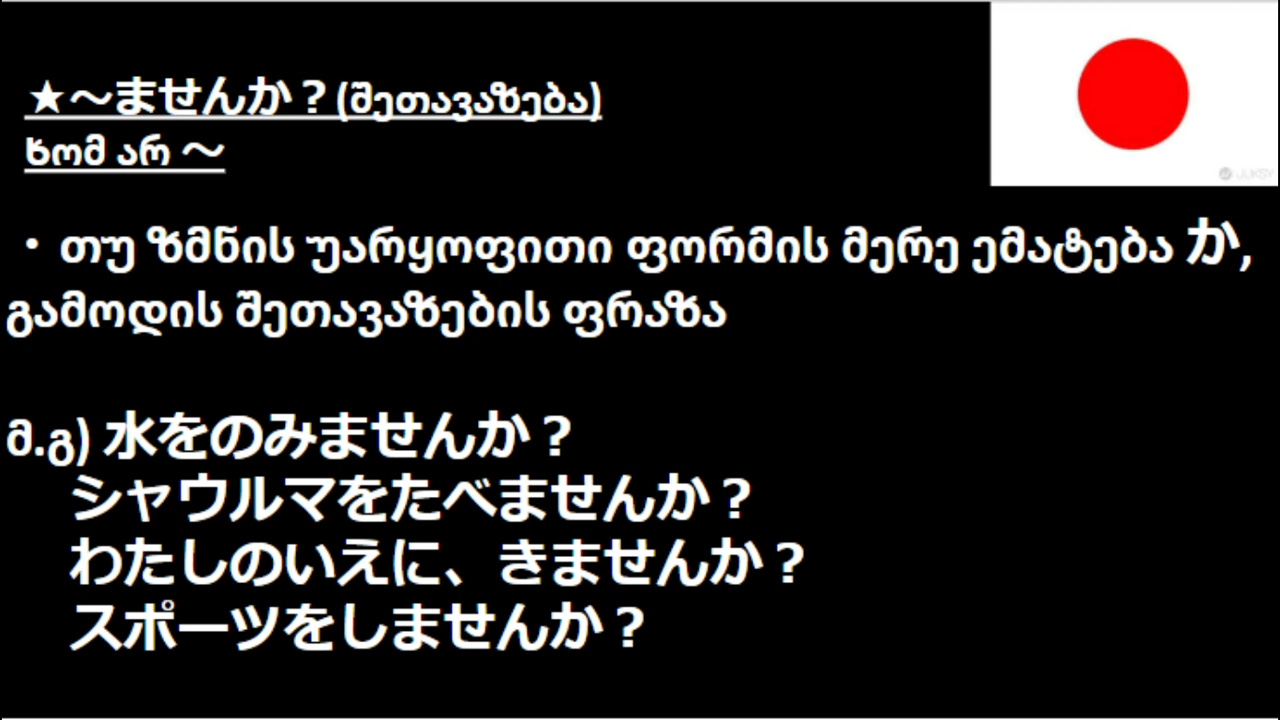 ★～ませんか？(შეთავაზება)
ხომ არ ～
・ თუ ზმნის უარყოფითი ფორმის მერე ემატება か,
გამოდის შეთავაზების ფრაზა
მ.გ) 水をのみませんか？
シャウルマをたべませんか？
わたしのいえに、きませんか？
スポーツをしませんか？
JUKSY